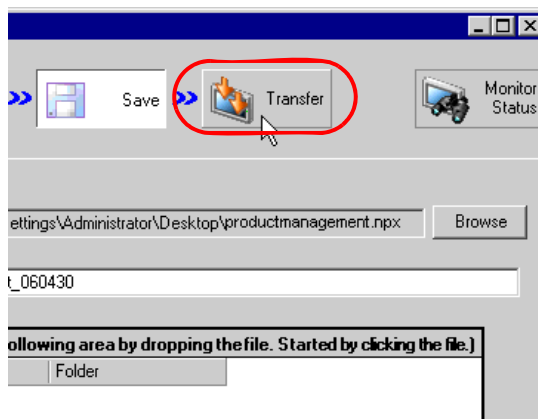 Save
Transfer
Monitor
Status
ettings\Administrator\Desktop\productmanagement.npx
Browse
t_060430
ollowing area by dropping the file. Started by clicking the file.)
Folder